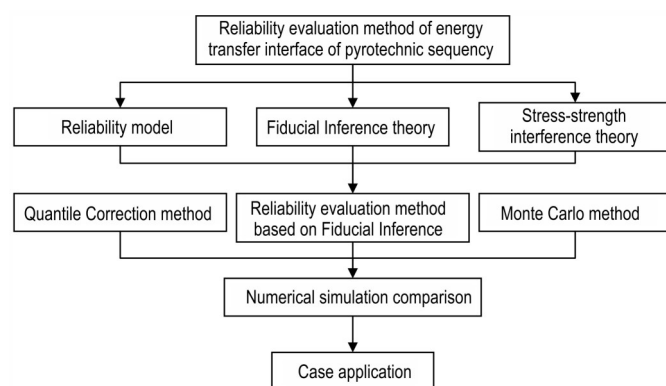 Reliability evaluation method of energy
transfer interface of pyrotechnic sequency
Reliability model
Fiducial Inference theory
Stress-strength
interference theory
Quantile Correction method
Reliability evaluation method
based on Fiducial Inference
Monte Carlo method
Numerical simulation comparison
Case application